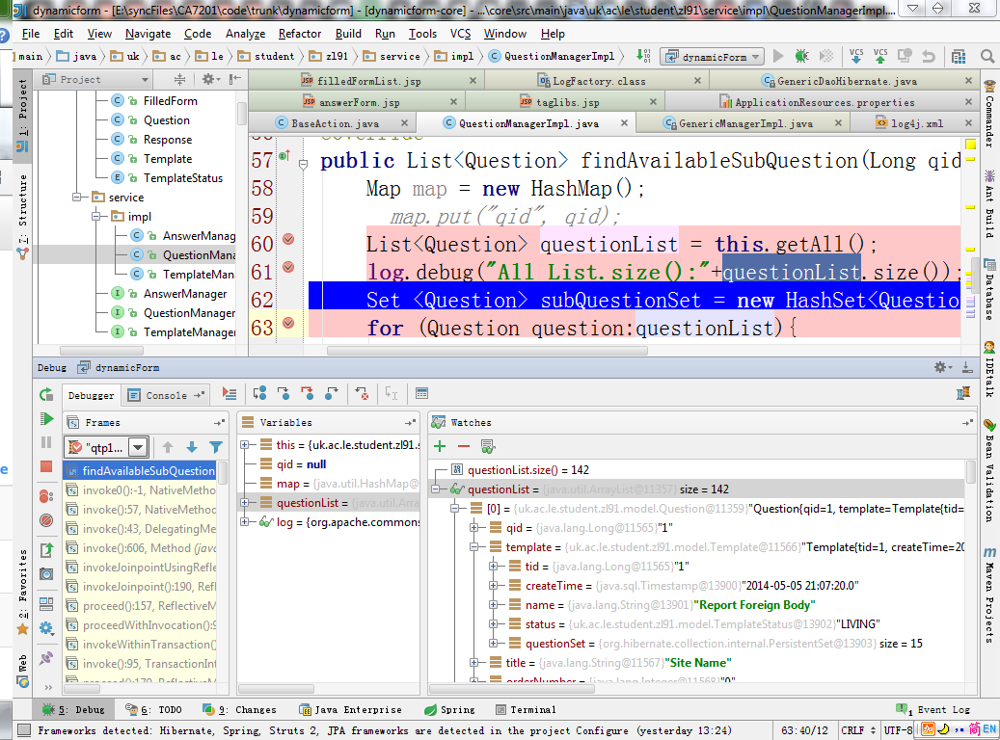 dynamicform - [E:\syncFiles\CA7201\code\trunk\dynamicform] - [dynamicform-core] - ...\core\src\main\java\uk\ac\le\student\zl91\service\impl\QuestionManagerImpl....
File Edit View Navigate Code Analyze Refactor Build Run Tools VCS Window Help
main java uk ac le student zl91 service impl QuestionManagerImpl dynamicForm VCS VCS
Project
filledFormList.jsp LogFactory.class GenericDaoHibernate.java
answerForm.jsp taglibs.jsp ApplicationResources.properties
BaseAction.java QuestionManagerImpl.java GenericManagerImpl.java log4j.xml
1: Project
7: Structure
2: Favorites
Web
FilledForm
Question
Response
Template
TemplateStatus
service
impl
AnswerManag
QuestionMana
TemplateMan
AnswerManager
QuestionManager
TemplateManager
57 public List<Question> findAvailableSubQuestion(Long qid
58 Map map = new HashMap();
59 map.put("qid", qid);
60 List<Question> questionList = this.getAll();
61 log.debug("All List.size():"+questionList.size());
62 Set <Question> subQuestionSet = new HashSet<Questio
63 for (Question question:questionList){
Commander
Ant Build
Database
IDEtalk
Bean Validation
Maven Projects
Debug dynamicForm
Debugger Console
Frames
"qtp1...
findAvailableSubQuestion
invoke0():-1, NativeMetho
invoke():57, NativeMethod
invoke():43, DelegatingMe
invoke():606, Method (java
invokeJoinpointUsingRefle
invokeJoinpoint():190, Refl
proceed():157, ReflectiveM
proceedWithInvocation():9
invokeWithinTransaction()
invoke():95, TransactionInt
Variables
this = {uk.ac.le.student.zl91.s
qid = null
map = {java.util.HashMap@
questionList = {java.util.Arra
log = {org.apache.commons
Watches
questionList.size() = 142
questionList = {java.util.ArrayList@11357} size = 142
[0] = {uk.ac.le.student.zl91.model.Question@11359}"Question{qid=1, template=Template{tid=
qid = {java.lang.Long@11565}"1"
template = {uk.ac.le.student.zl91.model.Template@11566}"Template{tid=1, createTime=20
tid = {java.lang.Long@11565}"1"
createTime = {java.sql.Timestamp@13900}"2014-05-05 21:07:20.0"
name = {java.lang.String@13901}"Report Foreign Body"
status = {uk.ac.le.student.zl91.model.TemplateStatus@13902}"LIVING"
questionSet = {org.hibernate.collection.internal.PersistentSet@13903} size = 15
title = {java.lang.String@11567}"Site Name"
orderNumber = {java.lang.Integer@11568}"0"
5: Debug 6: TODO 9: Changes Java Enterprise Spring Terminal 1 Event Log
Frameworks detected: Hibernate, Spring, Struts 2, JPA frameworks are detected in the project Configure (yesterday 13:24) 63:40/12 CRLF UTF-8 简 EN